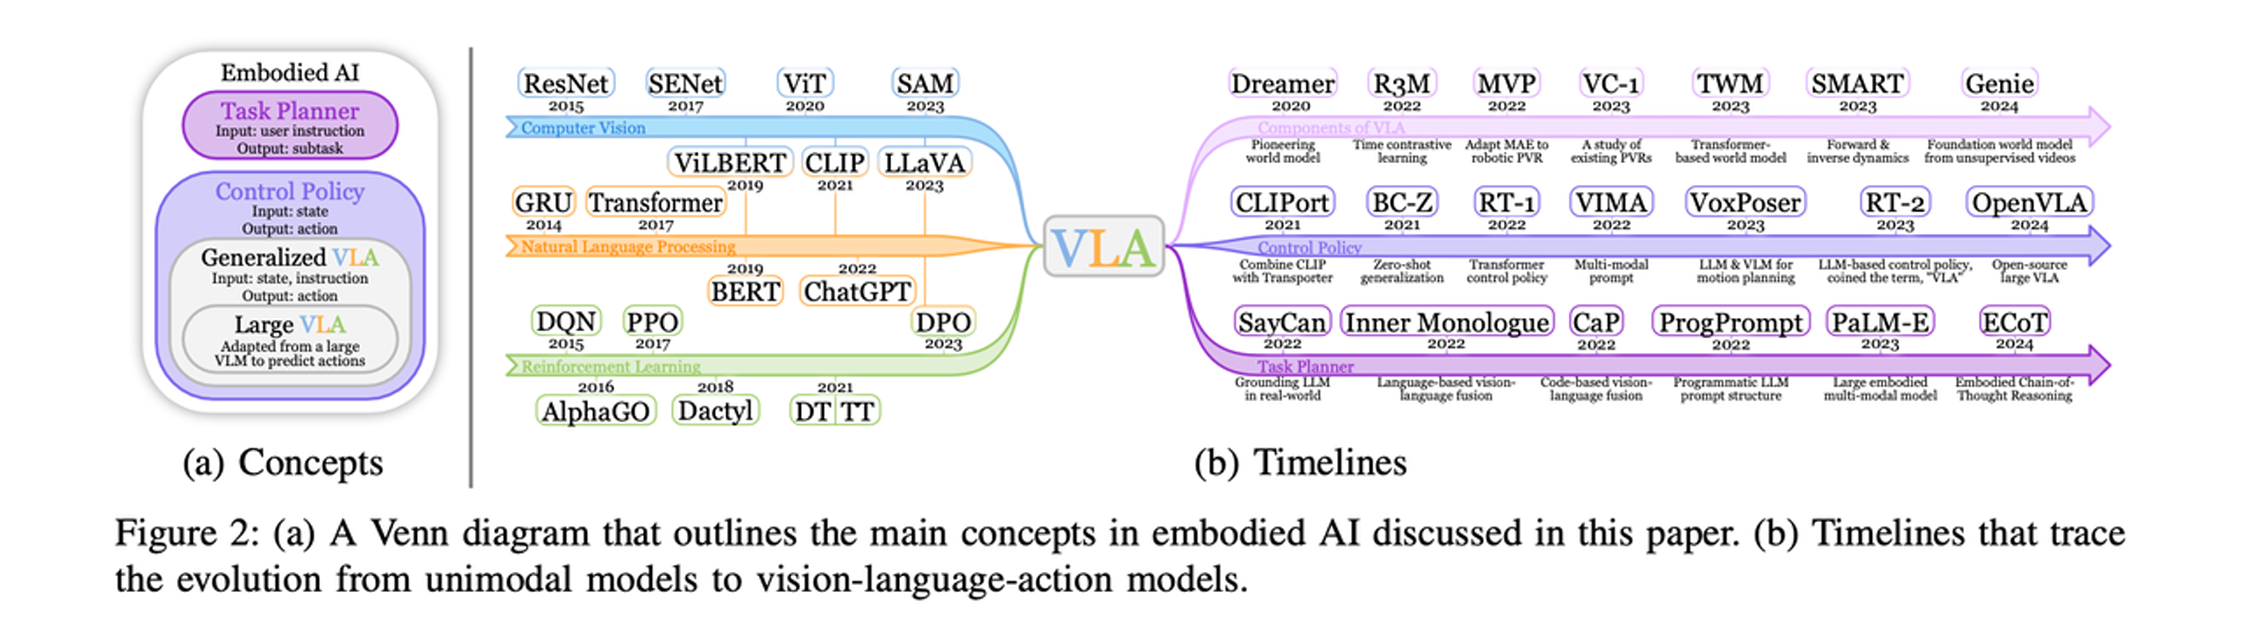 Embodied AI
Task Planner
Input: user instruction
Output: subtask
Control Policy
Input: state
Output: action
Generalized VLA
Input: state, instruction
Output: action
Large VLA
Adapted from a large
VLM to predict actions
(a) Concepts
ResNet SENet ViT SAM
2015 2017 2020 2023
Computer Vision
ViLBERT CLIP LLaVA
2019 2021 2023
GRU Transformer
2014 2017
Natural Language Processing
2019 2022
BERT ChatGPT
DQN PPO DPO
2015 2017 2023
Reinforcement Learning
2016 2018 2021
AlphaGO Dactyl DT TT
VLA
Dreamer R3M MVP VC-1 TWM SMART Genie
2020 2022 2022 2023 2023 2023 2024
Components of VLA
Pioneering Time contrastive Adapt MAE to A study of Transformer- Forward & Foundation world model
world model learning robotic PVR existing PVRs based world model inverse dynamics from unsupervised videos
CLIPort BC-Z RT-1 VIMA VoxPoser RT-2 OpenVLA
2021 2021 2022 2022 2023 2023 2024
Control Policy
Combine CLIP Zero-shot Transformer Multi-modal LLM & VLM for LLM-based control policy, Open-source
with Transporter generalization control policy prompt motion planning coined the term, "VLA" large VLA
SayCan Inner Monologue CaP ProgPrompt PaLM-E ECoT
2022 2022 2022 2022 2023 2024
Task Planner
Grounding LLM Language-based vision- Code-based vision- Programmatic LLM Large embodied Embodied Chain-of-
in real-world language fusion language fusion prompt structure multi-modal model Thought Reasoning
(b) Timelines
Figure 2: (a) A Venn diagram that outlines the main concepts in embodied AI discussed in this paper. (b) Timelines that trace
the evolution from unimodal models to vision-language-action models.